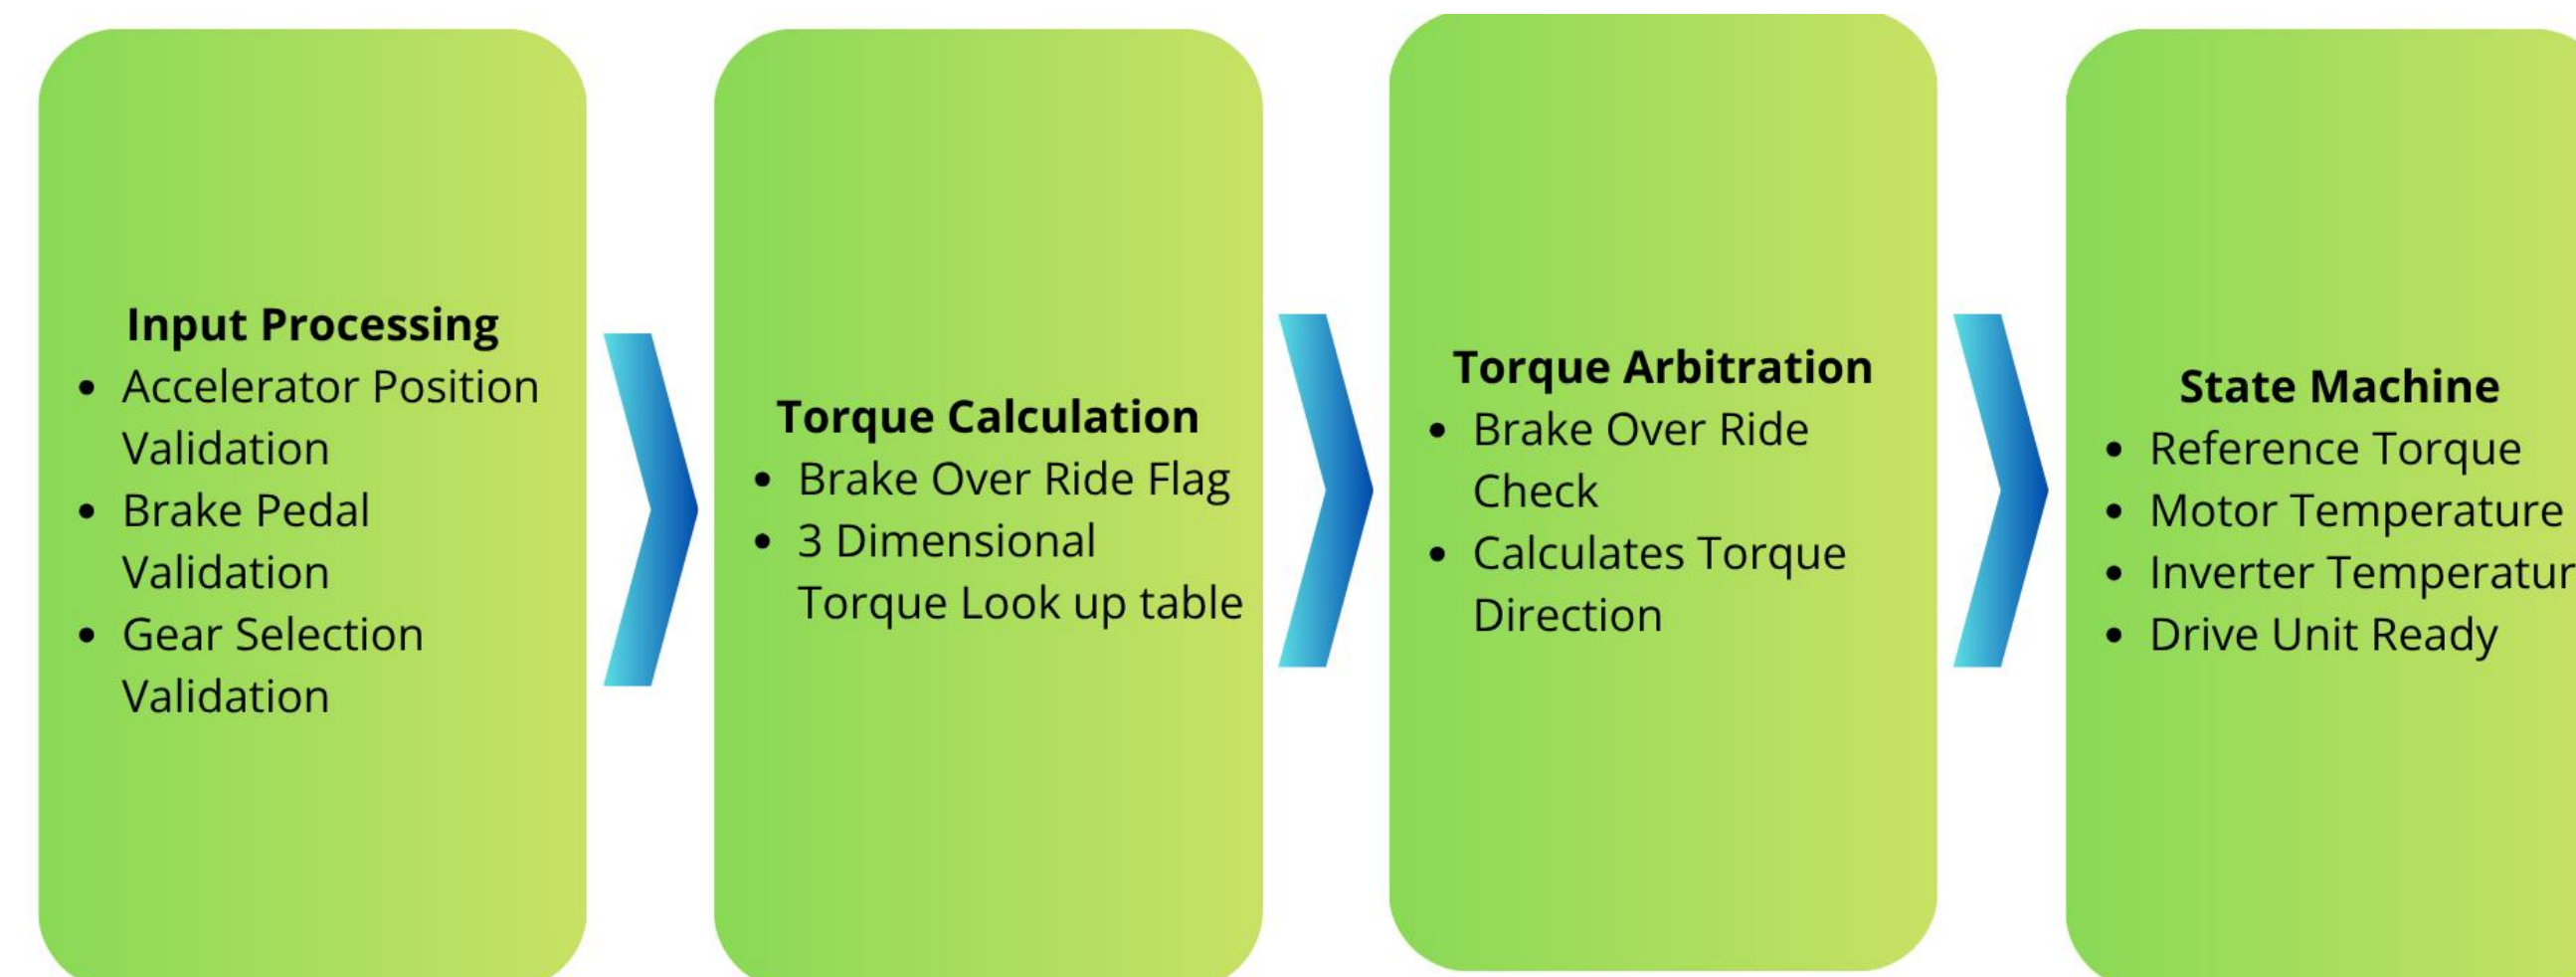 Input Processing
• Accelerator Position
Validation
• Brake Pedal
Validation
• Gear Selection
Validation
Torque Calculation
• Brake Over Ride Flag
• 3 Dimensional
Torque Look up table
Torque Arbitration
• Brake Over Ride
Check
• Calculates Torque
Direction
State Machine
• Reference Torque
• Motor Temperature
• Inverter Temperatur
• Drive Unit Ready